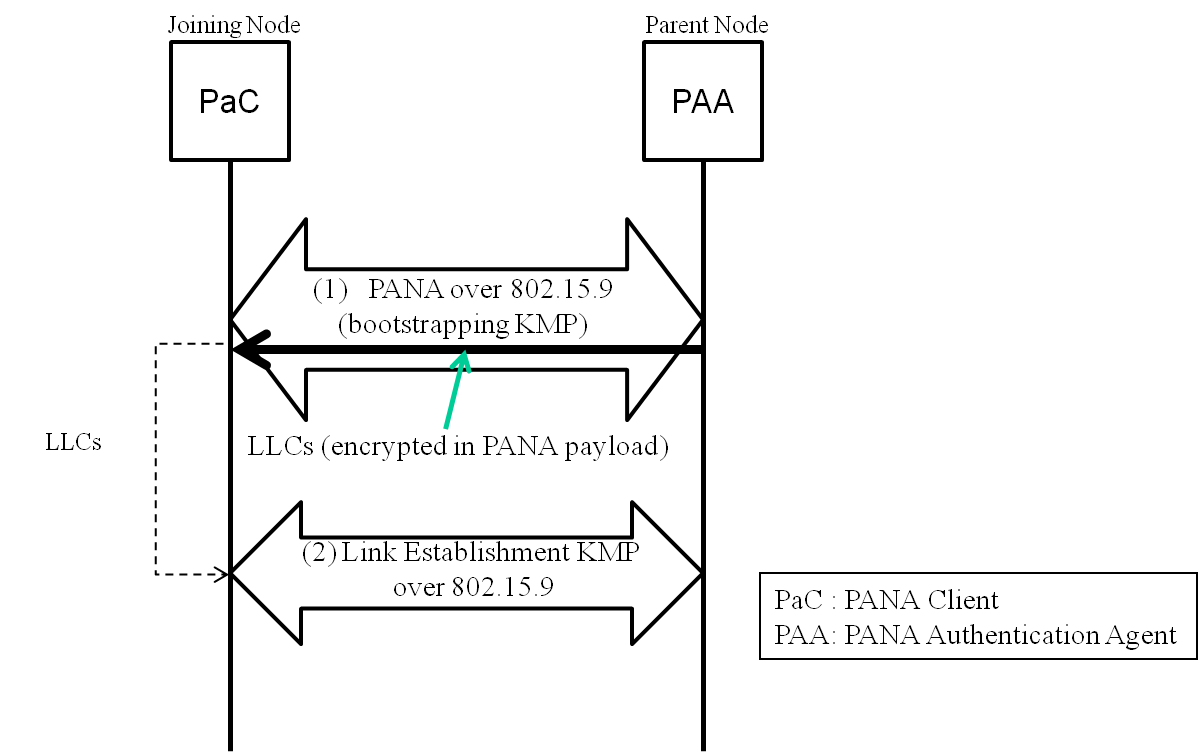 Joining Node
Parent Node
PaC
PAA
(1) PANA over 802.15.9
(bootstrapping KMP)
LLCs
LLCs (encrypted in PANA payload)
(2) Link Establishment KMP
over 802.15.9
PaC : PANA Client
PAA: PANA Authentication Agent